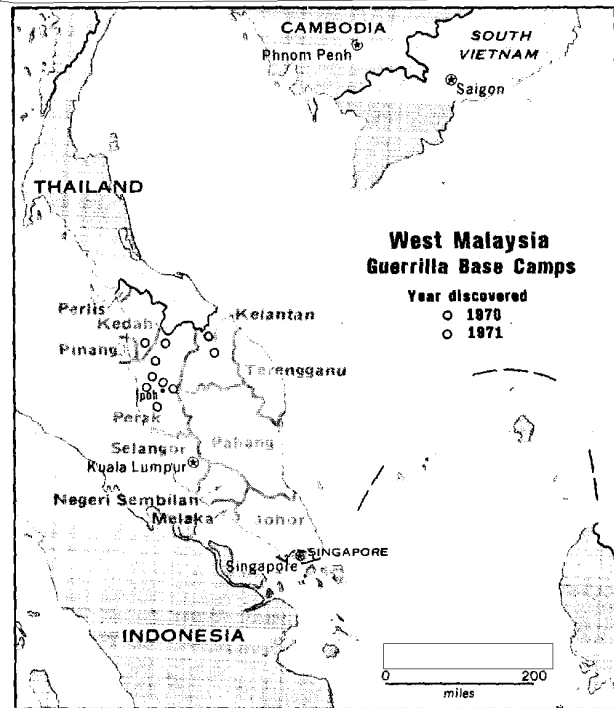 CAMBODIA
Phnom Penh
SOUTH
VIETNAM
Saigon
THAILAND
West Malaysia
Guerrilla Base Camps
Year discovered
1970
1971
Perlis
Kedah
Kelantan
Pinang
Terengganu
Ipoh
Perak
Pahang
Selangor
Kuala Lumpur
Negeri Sembilan
Melaka
Johor
SINGAPORE
Singapore
INDONESIA
0 200
miles